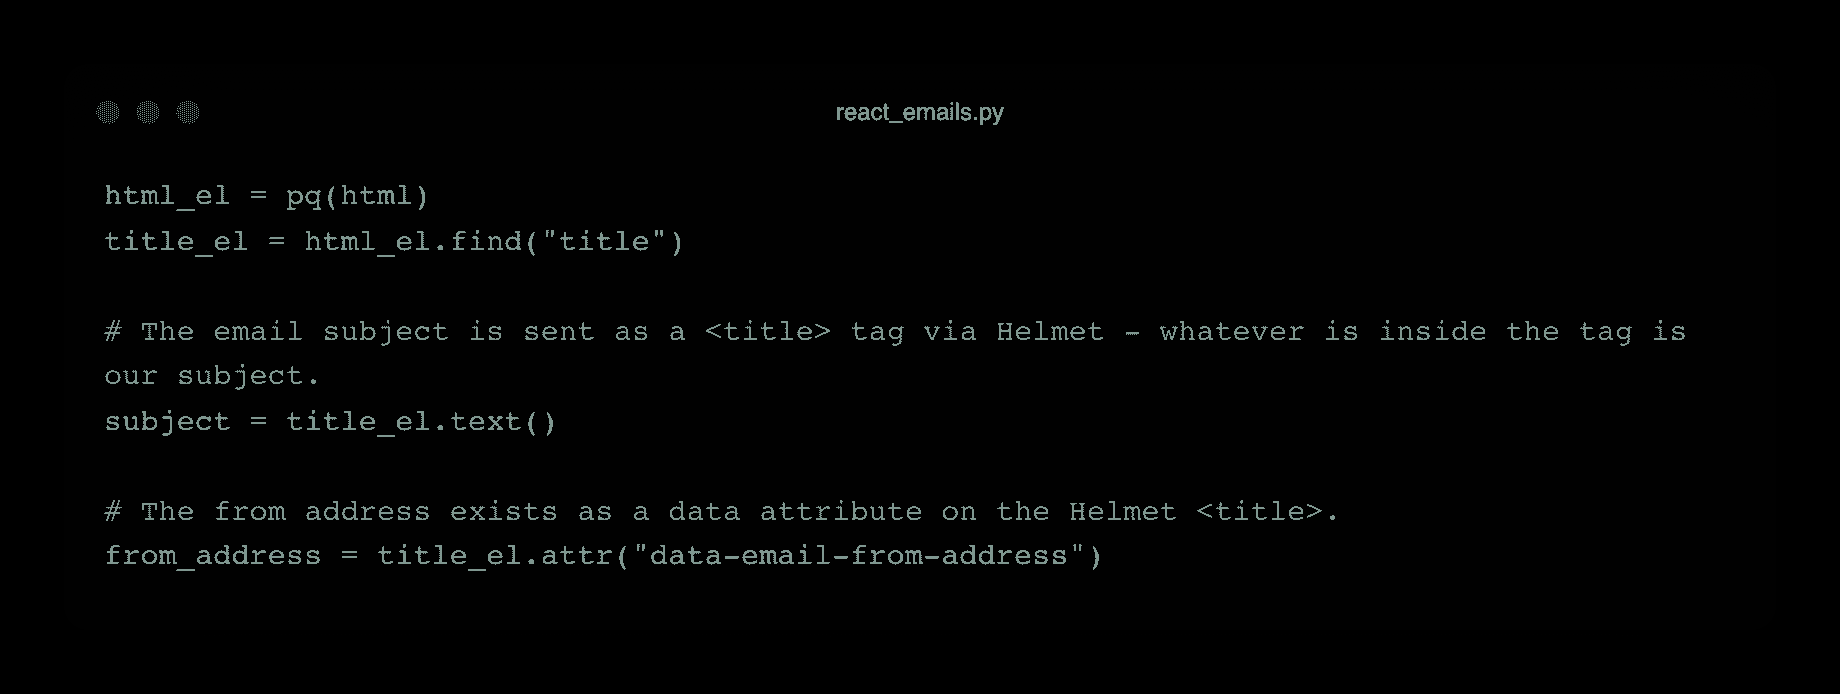 react_emails.py
html_el = pq(html)
title_el = html_el.find("title")
# The email subject is sent as a <title> tag via Helmet – whatever is inside the tag is
our subject.
subject = title_el.text()
# The from address exists as a data attribute on the Helmet <title>.
from_address = title_el.attr("data-email-from-address")